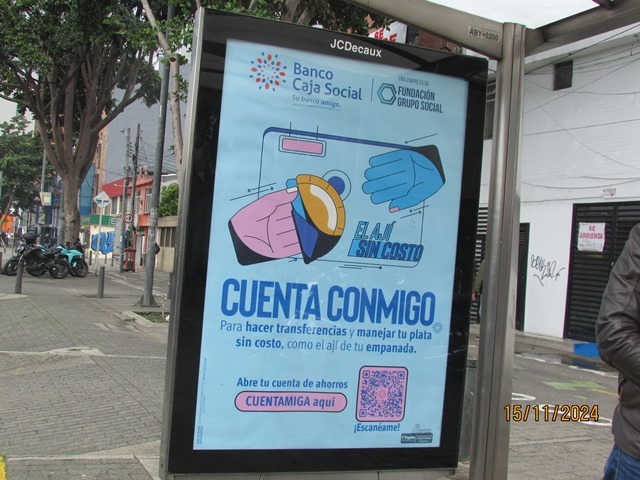 JCDecaux
ABY+0200
Banco
Caja Social
Su banco amigo.
UNA EMPRESA DE
FUNDACIÓN
GRUPO SOCIAL
EL AJÍ
SIN COSTO
CUENTA CONMIGO
Para hacer transferencias y manejar tu plata
sin costo, como el ají de tu empanada.
Abre tu cuenta de ahorros
CUENTAMIGA aquí
¡Escanéame!
SE
ARRIENDA
15/11/2024